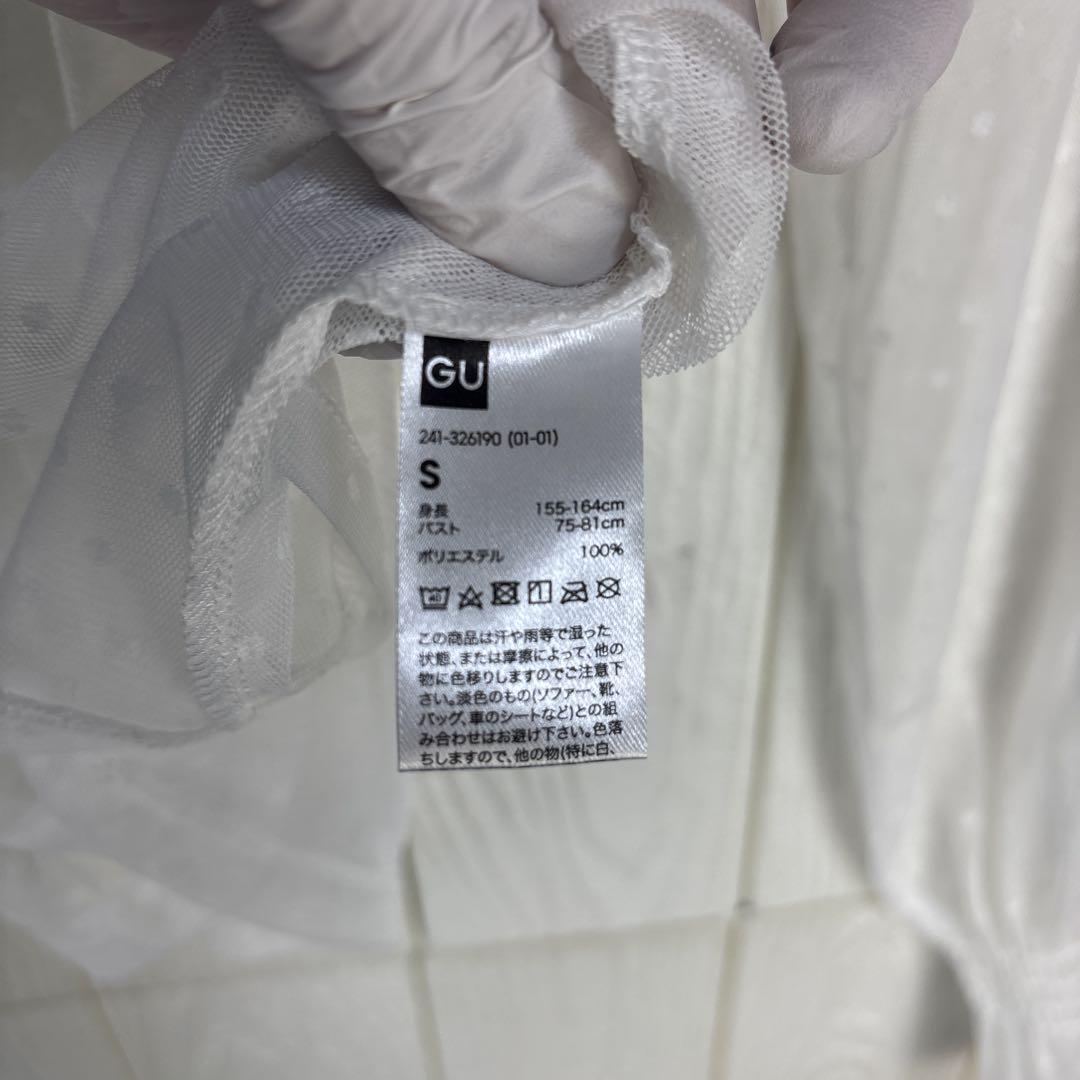 GU
241-326190 (01-01)
S
身長 155-164cm
バスト 75-81cm
ポリエステル 100%
40
この商品は汗や雨等で湿った
状態、または摩擦によって、他の
物に色移りしますのでご注意下
さい。淡色のもの(ソファー、靴、
バッグ、車のシートなど)との組
み合わせはお避け下さい。色落
ちしますので、他の物(特に白、